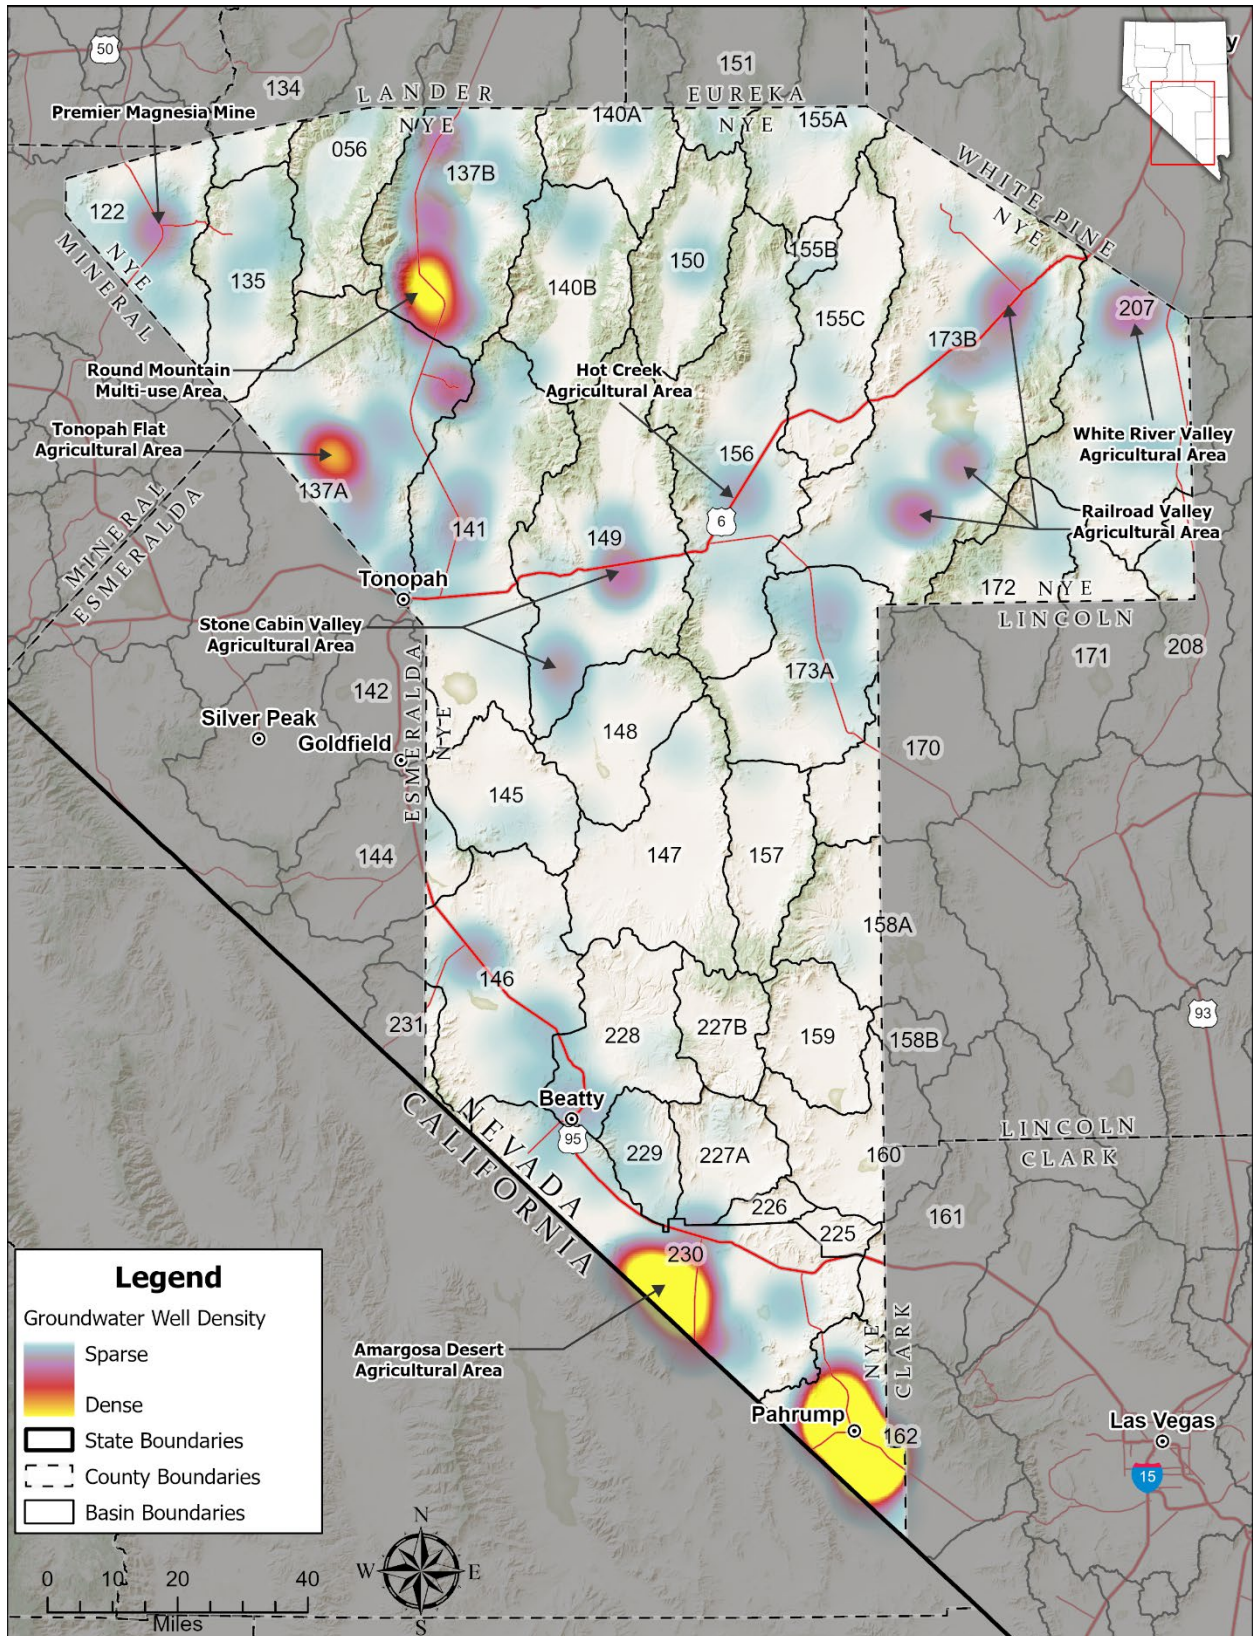 50
151
134
LANDER
EUREKA
Premier Magnesia Mine
NYE
140A
NYE
155A
y
056
137B
WHITE PINE
NYE
122
NYE
MINERAL
135
140B
150
155B
155C
207
173B
Round Mountain
Multi-use Area
Hot Creek
Agricultural Area
Tonopah Flat
Agricultural Area
White River Valley
Agricultural Area
156
137A
6
MINERAL
ESMERALDA
141
149
Railroad Valley
Agricultural Area
Tonopah
172
NYE
LINCOLN
Stone Cabin Valley
Agricultural Area
171
208
142
ESMERALDA
NYE
173A
Silver Peak
Goldfield
148
170
145
144
147
157
158A
146
231
228
227B
159
158B
93
Beatty
95
NEVADA
CALIFORNIA
229
227A
160
LINCOLN
CLARK
226
225
161
230
Amargosa Desert
Agricultural Area
NYE
CLARK
Pahrump
162
Las Vegas
15
Legend
Groundwater Well Density
Sparse
Dense
State Boundaries
County Boundaries
Basin Boundaries
N
W
E
S
0 10 20 40
Miles